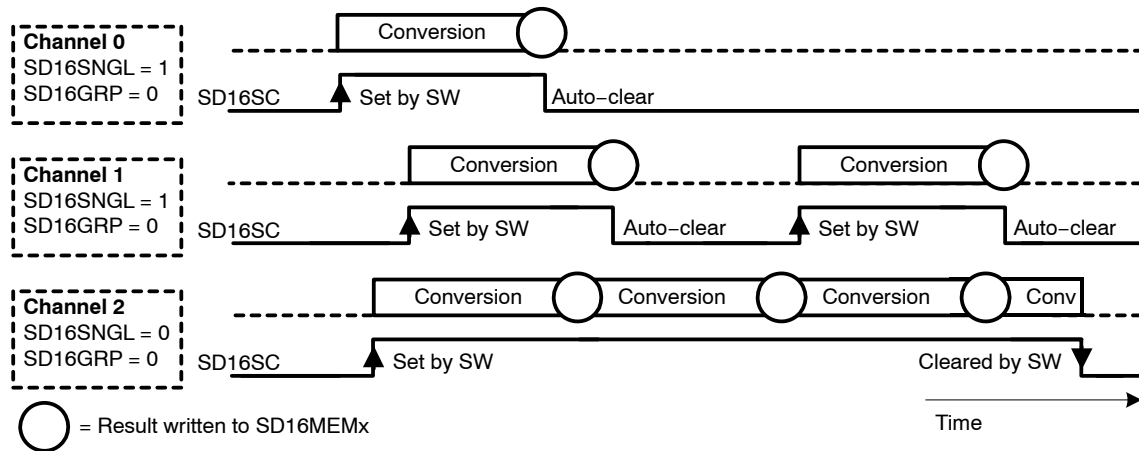 Channel 0
SD16SNGL = 1
SD16GRP = 0
Conversion
SD16SC
Set by SW
Auto−clear
Channel 1
SD16SNGL = 1
SD16GRP = 0
Conversion
Conversion
SD16SC
Set by SW
Auto−clear
Set by SW
Auto−clear
Channel 2
SD16SNGL = 0
SD16GRP = 0
Conversion
Conversion
Conversion
Conv
SD16SC
Set by SW
Cleared by SW
= Result written to SD16MEMx
Time